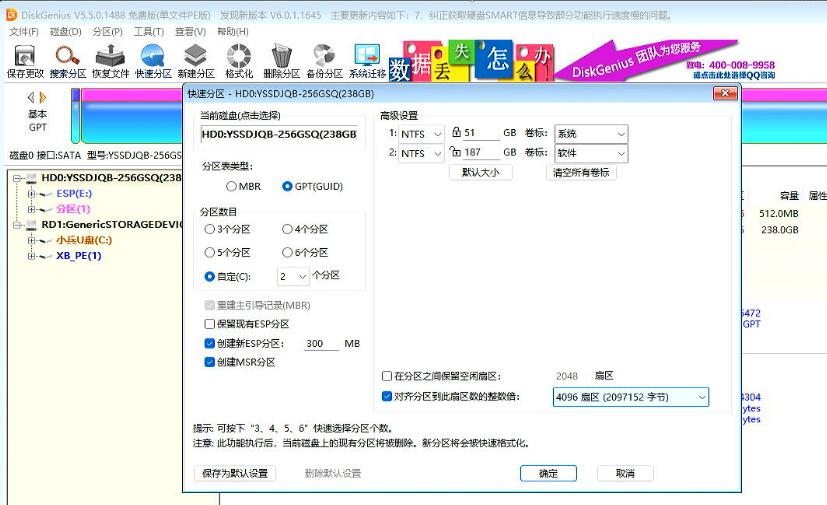 DiskGenius V5.5.0.1488 免费版(单文件PE版) 发现新版本 V6.0.1.1645 主要更新内容如下：7、纠正获取硬盘SMART信息导致部分功能执行速度慢的问题。
文件(F) 磁盘(D) 分区(P) 工具(T) 查看(V) 帮助(H)
保存更改 搜索分区 恢复文件 快速分区 新建分区 格式化 删除分区 备份分区 系统迁移
数据丢失怎么办
DiskGenius 团队为您服务
致电: 400-008-9958
或点击此处选择QQ咨询
基本
GPT
磁盘0 接口:SATA 型号:YSSDJQB-256GS
HD0:YSSDJQB-256GSQ(238
ESP(E:)
分区(1)
RD1:GenericSTORAGEDEVIC
小兵U盘(C:)
XB_PE(1)
容量 属性
512.0MB
238.0GB
6472
GPT
4304
ytes
ytes
快速分区 - HD0:YSSDJQB-256GSQ(238GB)
当前磁盘(点击选择)
HD0:YSSDJQB-256GSQ(238GB
分区表类型：
MBR GPT(GUID)
分区数目
3个分区 4个分区
5个分区 6个分区
自定(C): 2 个分区
重建主引导记录(MBR)
保留现有ESP分区
创建新ESP分区： 300 MB
创建MSR分区
高级设置
1: NTFS 51 GB 卷标： 系统
2: NTFS 187 GB 卷标： 软件
默认大小 清空所有卷标
在分区之间保留空闲扇区： 2048 扇区
对齐分区到此扇区数的整数倍： 4096 扇区 (2097152 字节)
提示: 可按下“3、4、5、6”快速选择分区个数。
注意: 此功能执行后，当前磁盘上的现有分区将被删除。新分区将会被快速格式化。
保存为默认设置 删除默认设置 确定 取消